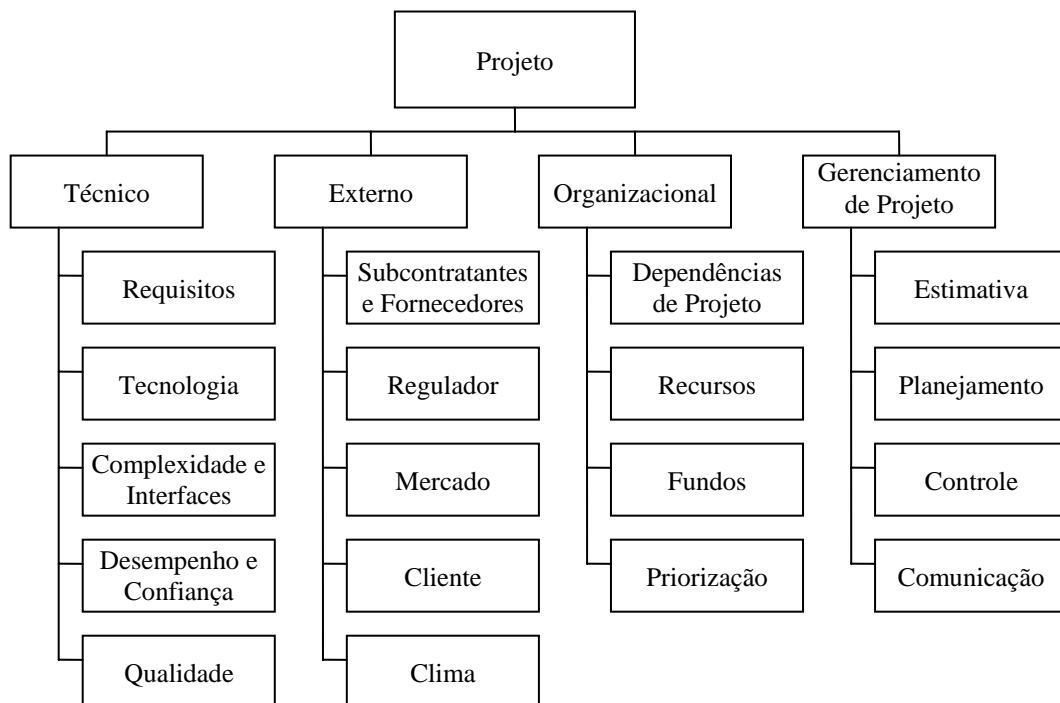 Projeto
Técnico
Externo
Organizacional
Gerenciamento
de Projeto
Requisitos
Tecnologia
Complexidade e
Interfaces
Desempenho e
Confiança
Qualidade
Subcontratantes
e Fornecedores
Regulador
Mercado
Cliente
Clima
Dependências
de Projeto
Recursos
Fundos
Priorização
Estimativa
Planejamento
Controle
Comunicação